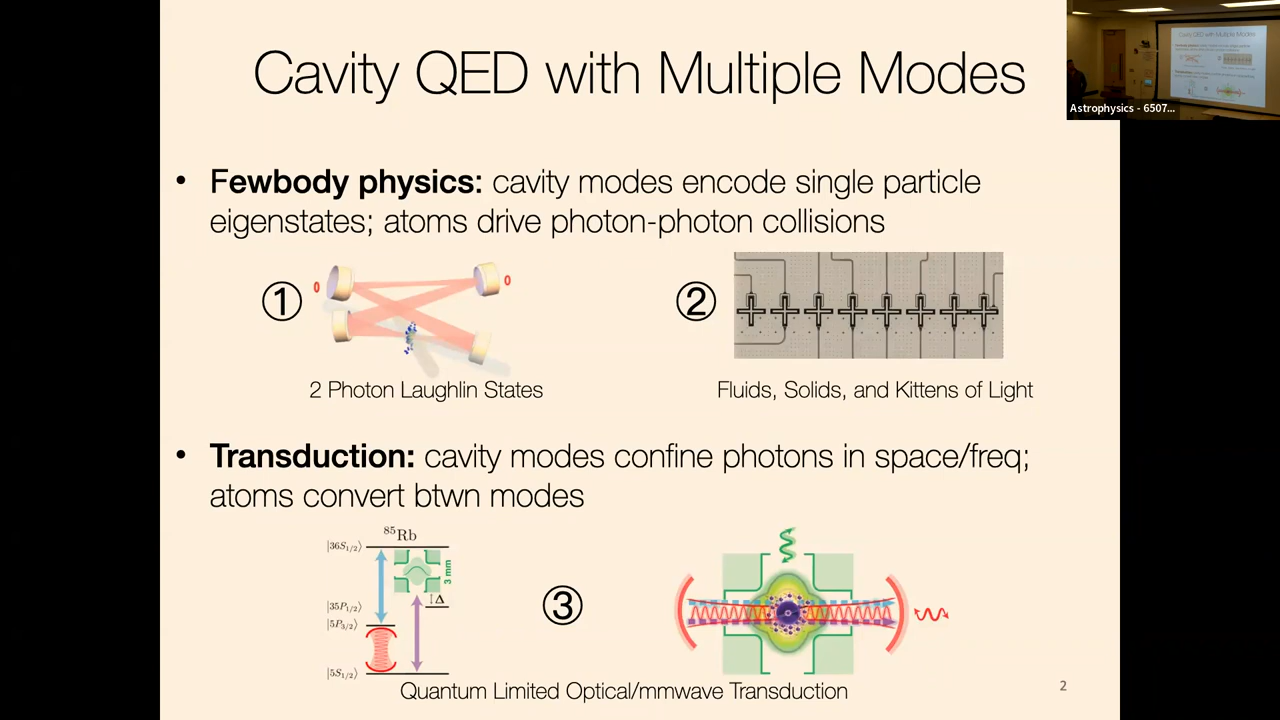 Cavity QED with Multiple Modes
Astrophysics - 6507...
• Fewbody physics: cavity modes encode single particle
eigenstates; atoms drive photon-photon collisions
①
0
0
②
2 Photon Laughlin States
Fluids, Solids, and Kittens of Light
• Transduction: cavity modes confine photons in space/freq;
atoms convert btwn modes
⁸⁵Rb
|36S₁/₂⟩
3 mm
Δ
|35P₁/₂⟩
|5P₃/₂⟩
|5S₁/₂⟩
③
Quantum Limited Optical/mmwave Transduction
2